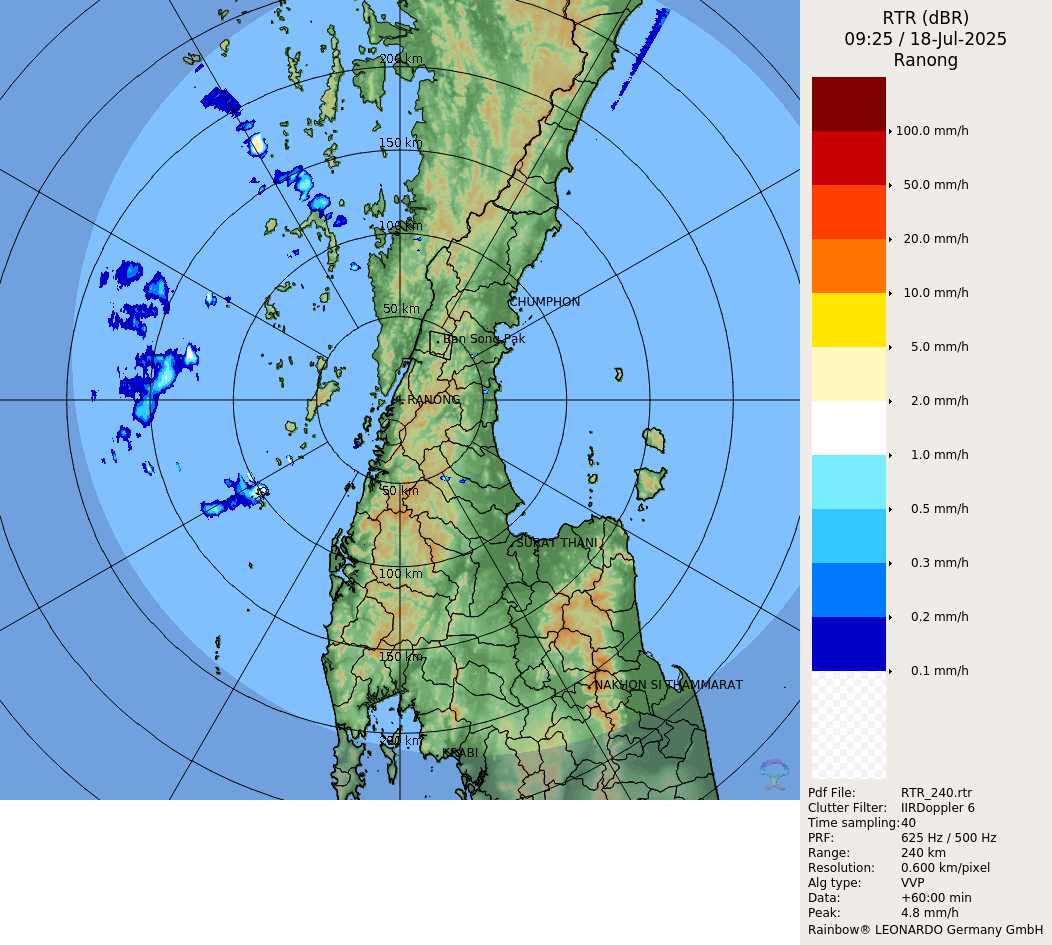 RTR (dBR)
09:25 / 18-Jul-2025
Ranong
200 km
150 km
100 km
50 km
CHUMPHON
Ban Song Pak
RANONG
50 km
SURAT THANI
100 km
150 km
NAKHON SI THAMMARAT
200 km
KRABI
100.0 mm/h
50.0 mm/h
20.0 mm/h
10.0 mm/h
5.0 mm/h
2.0 mm/h
1.0 mm/h
0.5 mm/h
0.3 mm/h
0.2 mm/h
0.1 mm/h
Pdf File: RTR_240.rtr
Clutter Filter: IIRDoppler 6
Time sampling: 40
PRF: 625 Hz / 500 Hz
Range: 240 km
Resolution: 0.600 km/pixel
Alg type: VVP
Data: +60:00 min
Peak: 4.8 mm/h
Rainbow® LEONARDO Germany GmbH